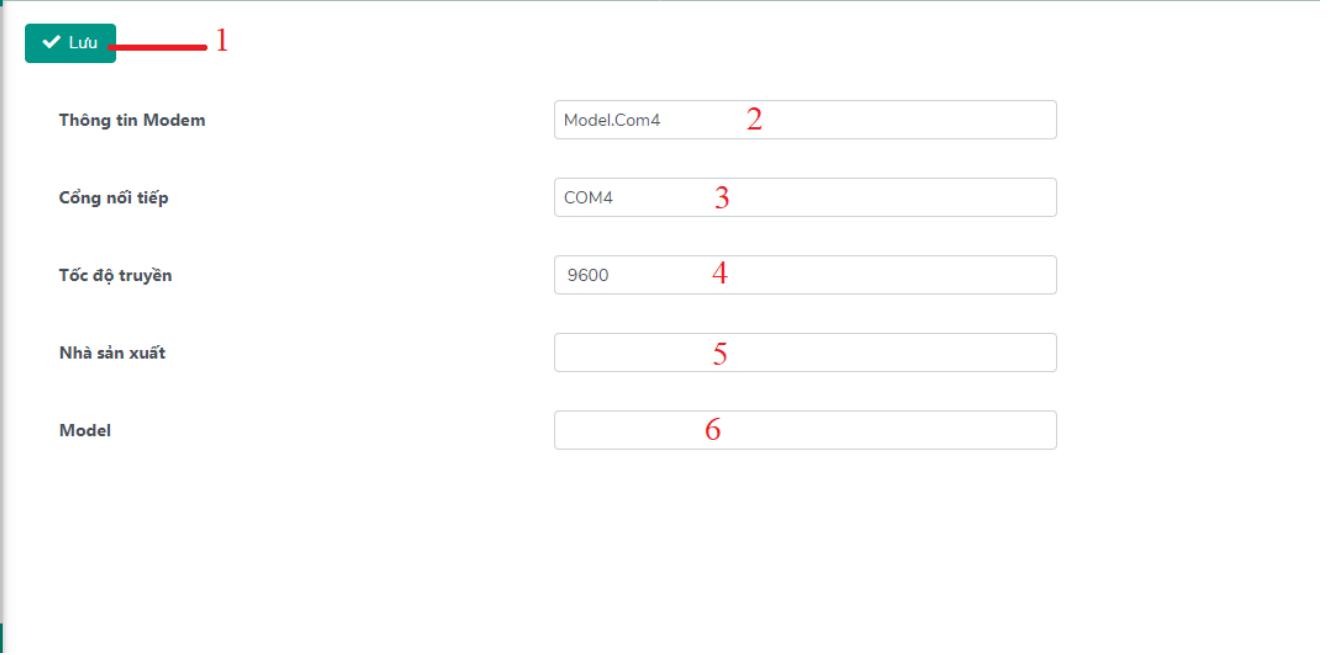 Lưu 1
Thông tin Modem Model.Com4 2
Cổng nối tiếp COM4 3
Tốc độ truyền 9600 4
Nhà sản xuất 5
Model 6